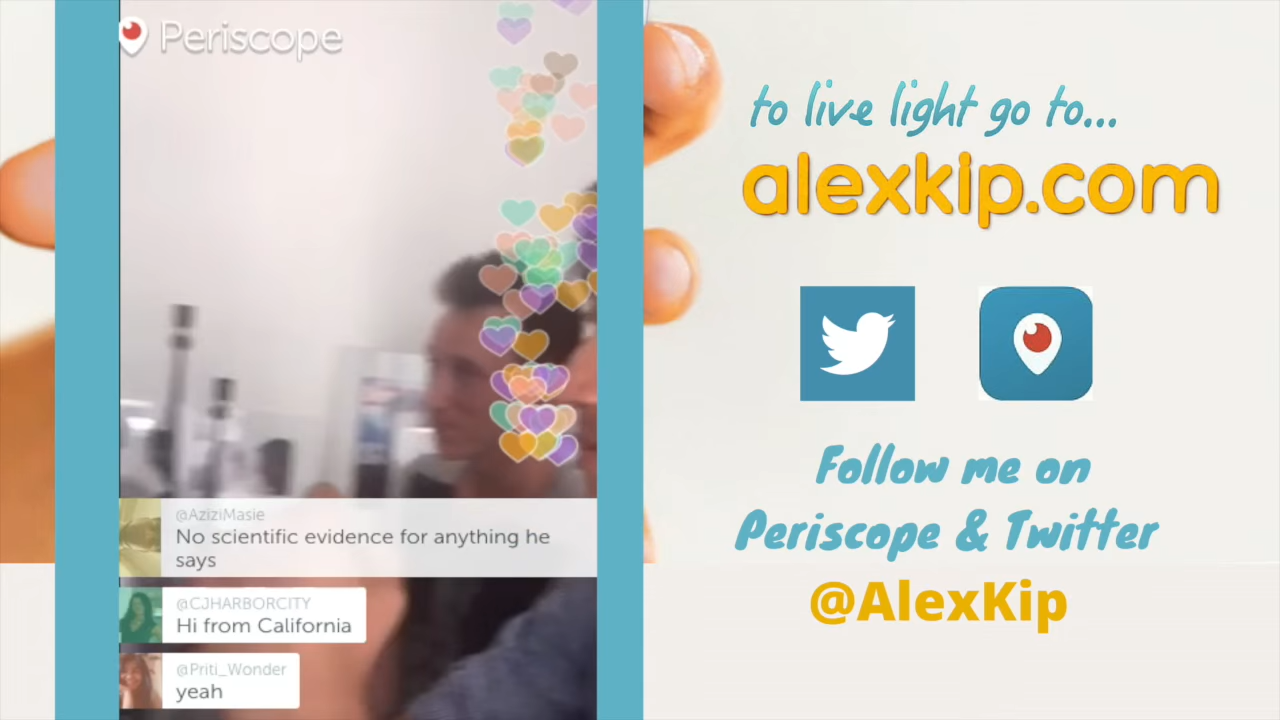 Periscope
@AziziMasie
No scientific evidence for anything he
says
@CJHARBORCITY
Hi from California
@Priti_Wonder
yeah
to live light go to...
alexkip.com
Follow me on
Periscope & Twitter
@AlexKip